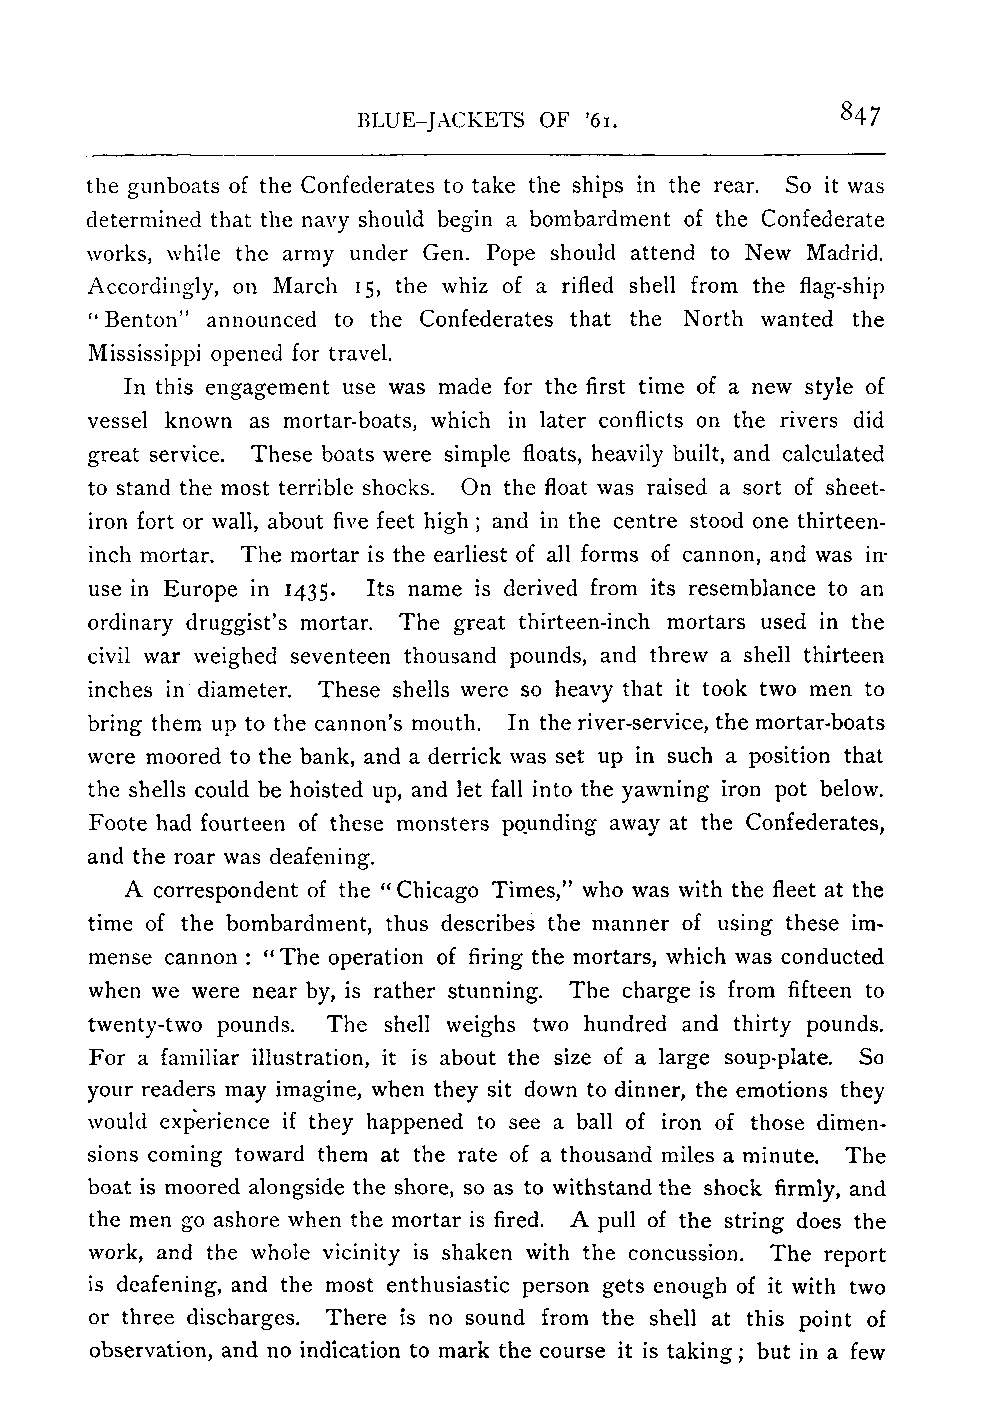 BLUE-JACKETS OF '61. 847
the gunboats of the Confederates to take the ships in the rear. So it was
determined that the navy should begin a bombardment of the Confederate
works, while the army under Gen. Pope should attend to New Madrid.
Accordingly, on March 15, the whiz of a rifled shell from the flag-ship
"Benton" announced to the Confederates that the North wanted the
Mississippi opened for travel.
In this engagement use was made for the first time of a new style of
vessel known as mortar-boats, which in later conflicts on the rivers did
great service. These boats were simple floats, heavily built, and calculated
to stand the most terrible shocks. On the float was raised a sort of sheet-
iron fort or wall, about five feet high; and in the centre stood one thirteen-
inch mortar. The mortar is the earliest of all forms of cannon, and was in
use in Europe in 1435. Its name is derived from its resemblance to an
ordinary druggist's mortar. The great thirteen-inch mortars used in the
civil war weighed seventeen thousand pounds, and threw a shell thirteen
inches in diameter. These shells were so heavy that it took two men to
bring them up to the cannon's mouth. In the river-service, the mortar-boats
were moored to the bank, and a derrick was set up in such a position that
the shells could be hoisted up, and let fall into the yawning iron pot below.
Foote had fourteen of these monsters pounding away at the Confederates,
and the roar was deafening.
A correspondent of the "Chicago Times," who was with the fleet at the
time of the bombardment, thus describes the manner of using these im-
mense cannon: "The operation of firing the mortars, which was conducted
when we were near by, is rather stunning. The charge is from fifteen to
twenty-two pounds. The shell weighs two hundred and thirty pounds.
For a familiar illustration, it is about the size of a large soup-plate. So
your readers may imagine, when they sit down to dinner, the emotions they
would experience if they happened to see a ball of iron of those dimen-
sions coming toward them at the rate of a thousand miles a minute. The
boat is moored alongside the shore, so as to withstand the shock firmly, and
the men go ashore when the mortar is fired. A pull of the string does the
work, and the whole vicinity is shaken with the concussion. The report
is deafening, and the most enthusiastic person gets enough of it with two
or three discharges. There is no sound from the shell at this point of
observation, and no indication to mark the course it is taking; but in a few